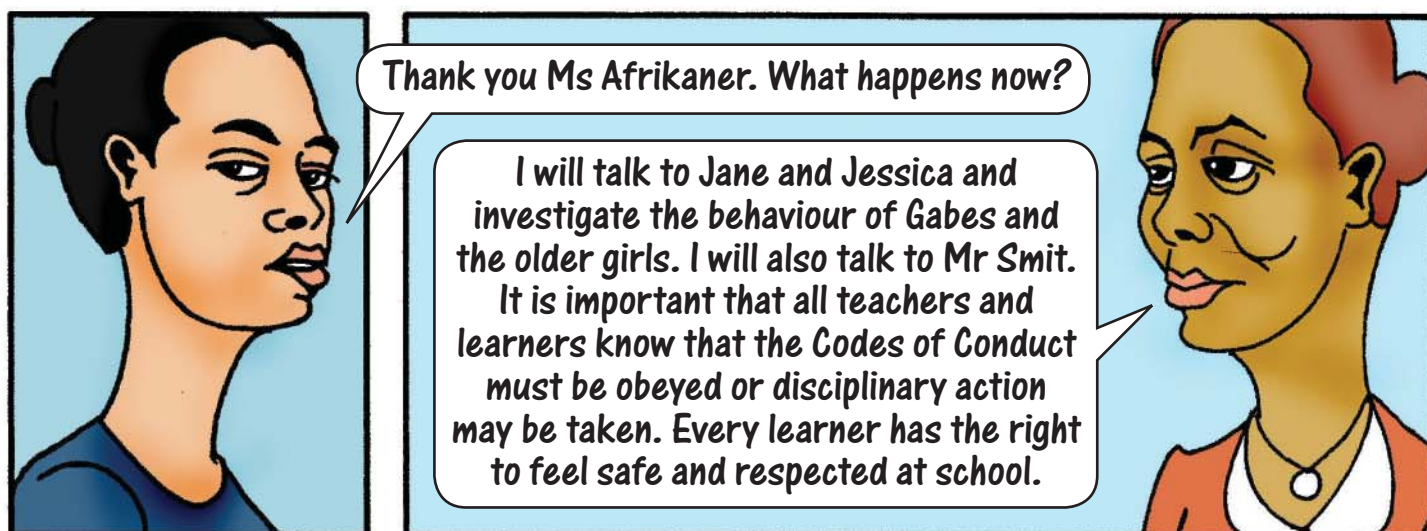 Thank you Ms Afrikaner. What happens now?
I will talk to Jane and Jessica and
investigate the behaviour of Gabes and
the older girls. I will also talk to Mr Smit.
It is important that all teachers and
learners know that the Codes of Conduct
must be obeyed or disciplinary action
may be taken. Every learner has the right
to feel safe and respected at school.